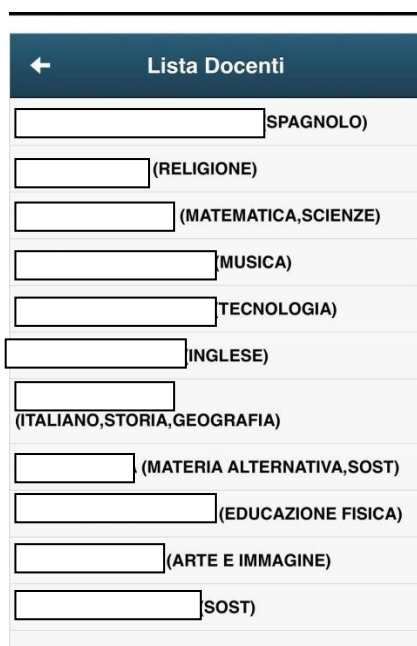 Lista Docenti
SPAGNOLO)
(RELIGIONE)
(MATEMATICA,SCIENZE)
(MUSICA)
(TECNOLOGIA)
(INGLESE)
(ITALIANO,STORIA,GEOGRAFIA)
(MATERIA ALTERNATIVA,SOST)
(EDUCAZIONE FISICA)
(ARTE E IMMAGINE)
(SOST)